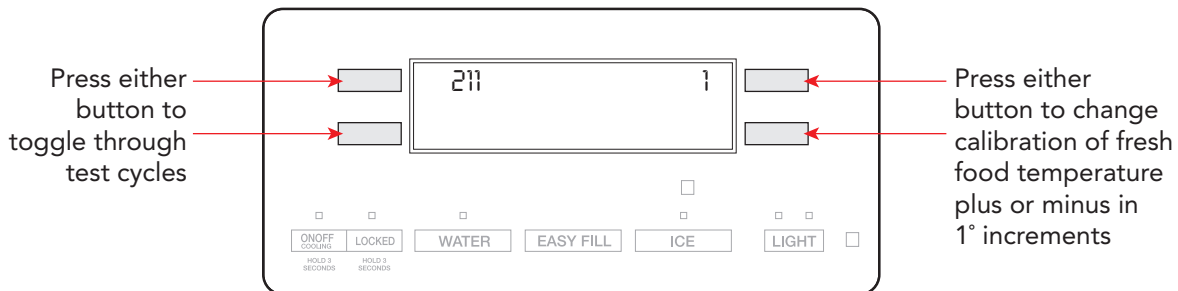 Press either
button to
toggle through
test cycles
211 1
ONOFF
COOLING
HOLD 3
SECONDS
LOCKED
HOLD 3
SECONDS
WATER
EASY FILL
ICE
LIGHT
Press either
button to change
calibration of fresh
food temperature
plus or minus in
1° increments